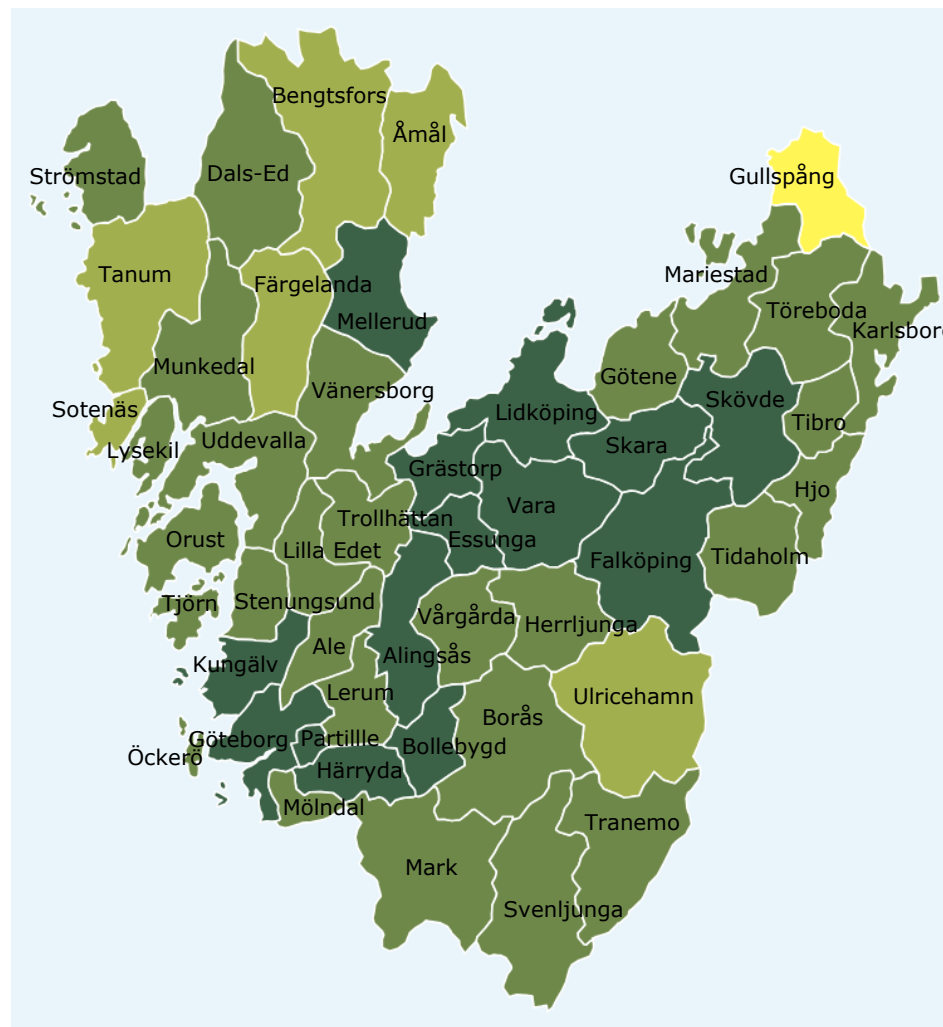 Bengtsfors
Åmål
Strömstad
Dals-Ed
Gullspång
Tanum
Färgelanda
Mariestad
Töreboda
Mellerud
Karlsborg
Munkedal
Vänersborg
Götene
Skövde
Sotenäs
Lidköping
Tibro
Lysekil
Uddevalla
Skara
Grästorp
Vara
Hjo
Trollhättan
Orust
Essunga
Lilla Edet
Falköping
Tidaholm
Tjörn
Stenungsund
Vårgårda
Herrljunga
Ale
Kungälv
Alingsås
Lerum
Ulricehamn
Borås
Göteborg
Partillle
Bollebygd
Öckerö
Härryda
Mölndal
Tranemo
Mark
Svenljunga